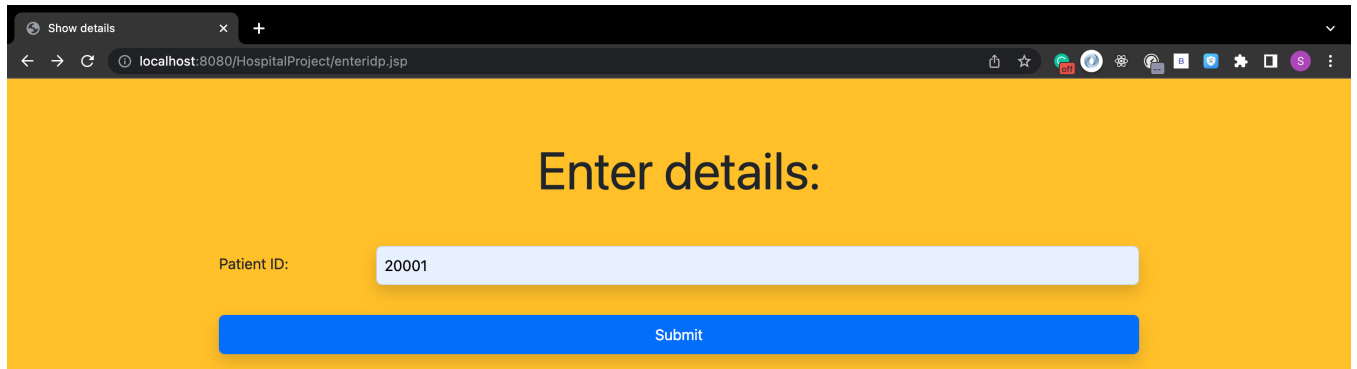 Show details
localhost:8080/HospitalProject/enteridp.jsp
off
B
S
Enter details:
Patient ID: 20001
Submit